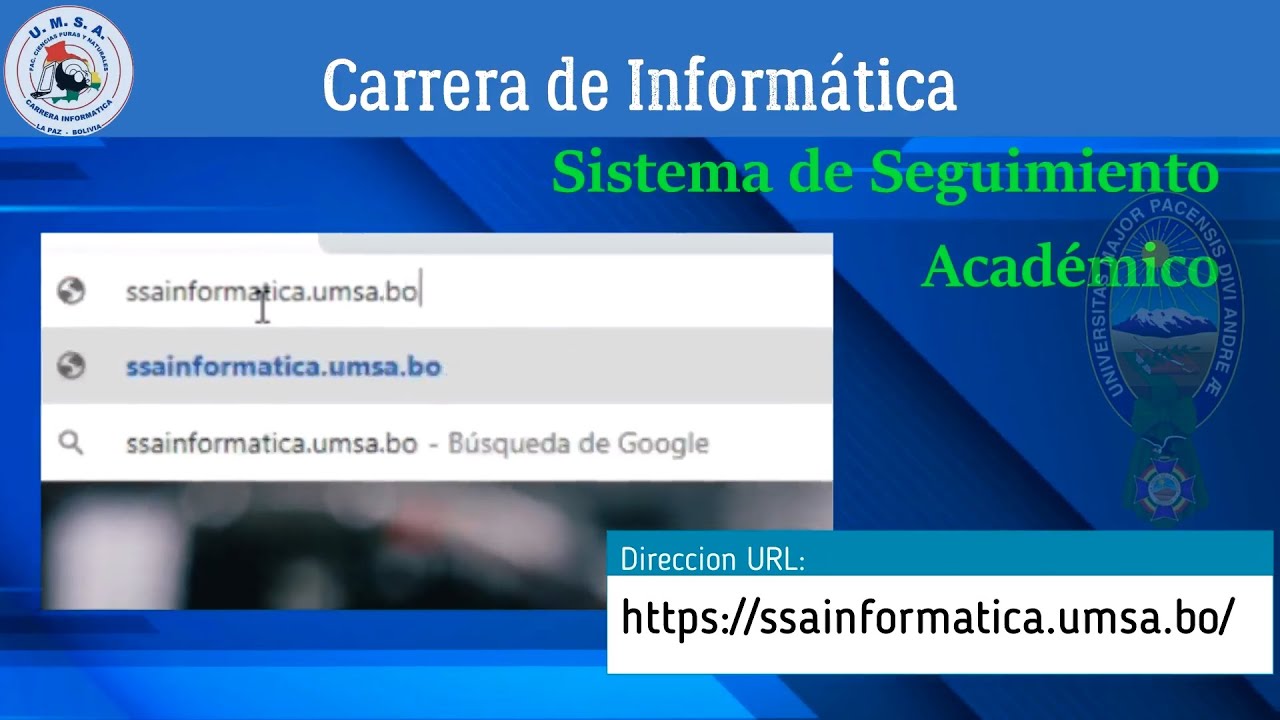 U. M. S. A.
FAC. CIENCIAS PURAS Y NATURALES
CARRERA INFORMATICA
LA PAZ - BOLIVIA
Carrera de Informática
Sistema de Seguimiento
Académico
UNIVERSITAS MAJOR PACENSIS DIVI ANDRE Æ
ssainformatica.umsa.bo
ssainformatica.umsa.bo
ssainformatica.umsa.bo - Búsqueda de Google
Direccion URL:
https://ssainformatica.umsa.bo/